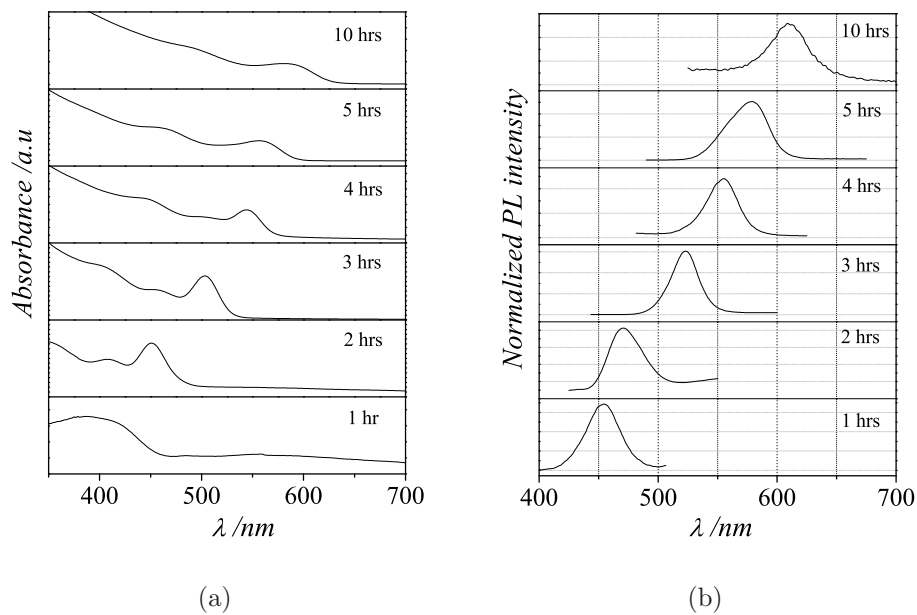 Absorbance /a.u
10 hrs
5 hrs
4 hrs
3 hrs
2 hrs
1 hr
400 500 600 700
λ /nm
(a)
Normalized PL intensity
10 hrs
5 hrs
4 hrs
3 hrs
2 hrs
1 hrs
400 500 600 700
λ /nm
(b)